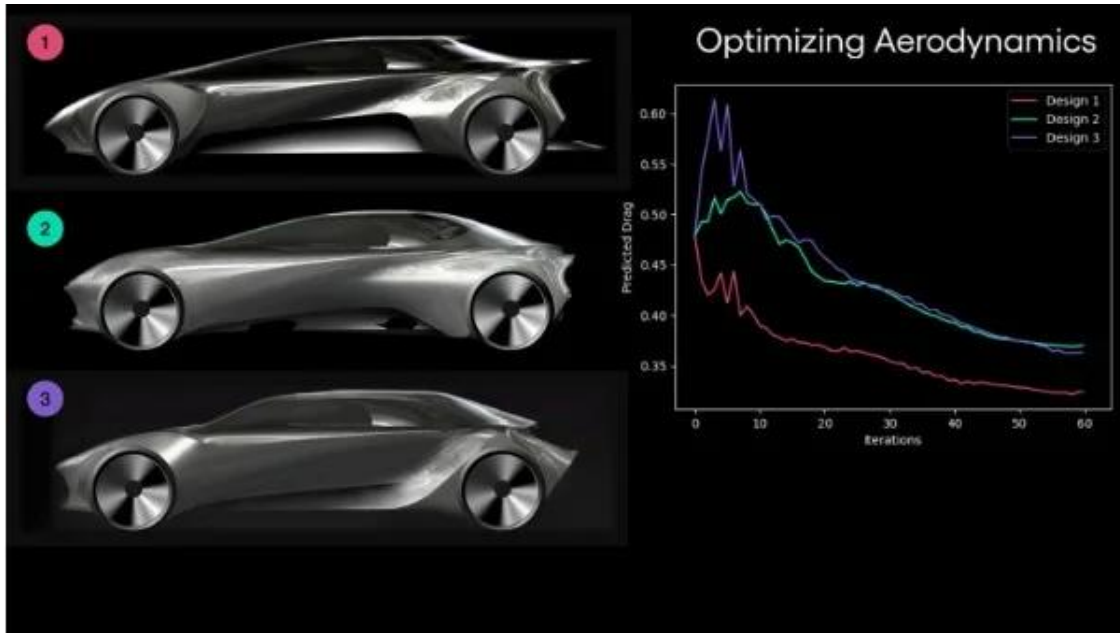 1
2
3
Optimizing Aerodynamics
Design 1
Design 2
Design 3
Predicted Drag
0.60
0.55
0.50
0.45
0.40
0.35
0 10 20 30 40 50 60
Iterations